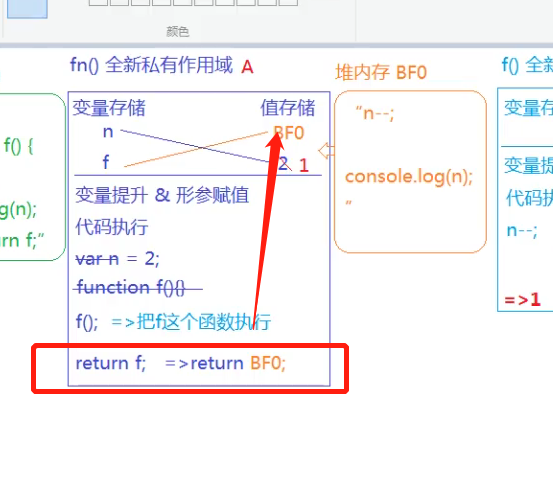 颜色
fn() 全新私有作用域 A
变量存储 值存储
n BF0
f 2 1
变量提升 & 形参赋值
代码执行
var n = 2;
function f(){}
f(); =>把f这个函数执行
return f; =>return BF0;
f() {
g(n);
rn f;”
堆内存 BF0
“n--;
console.log(n);
“
f() 全新
变量存
变量提
代码执
n--;
=>1